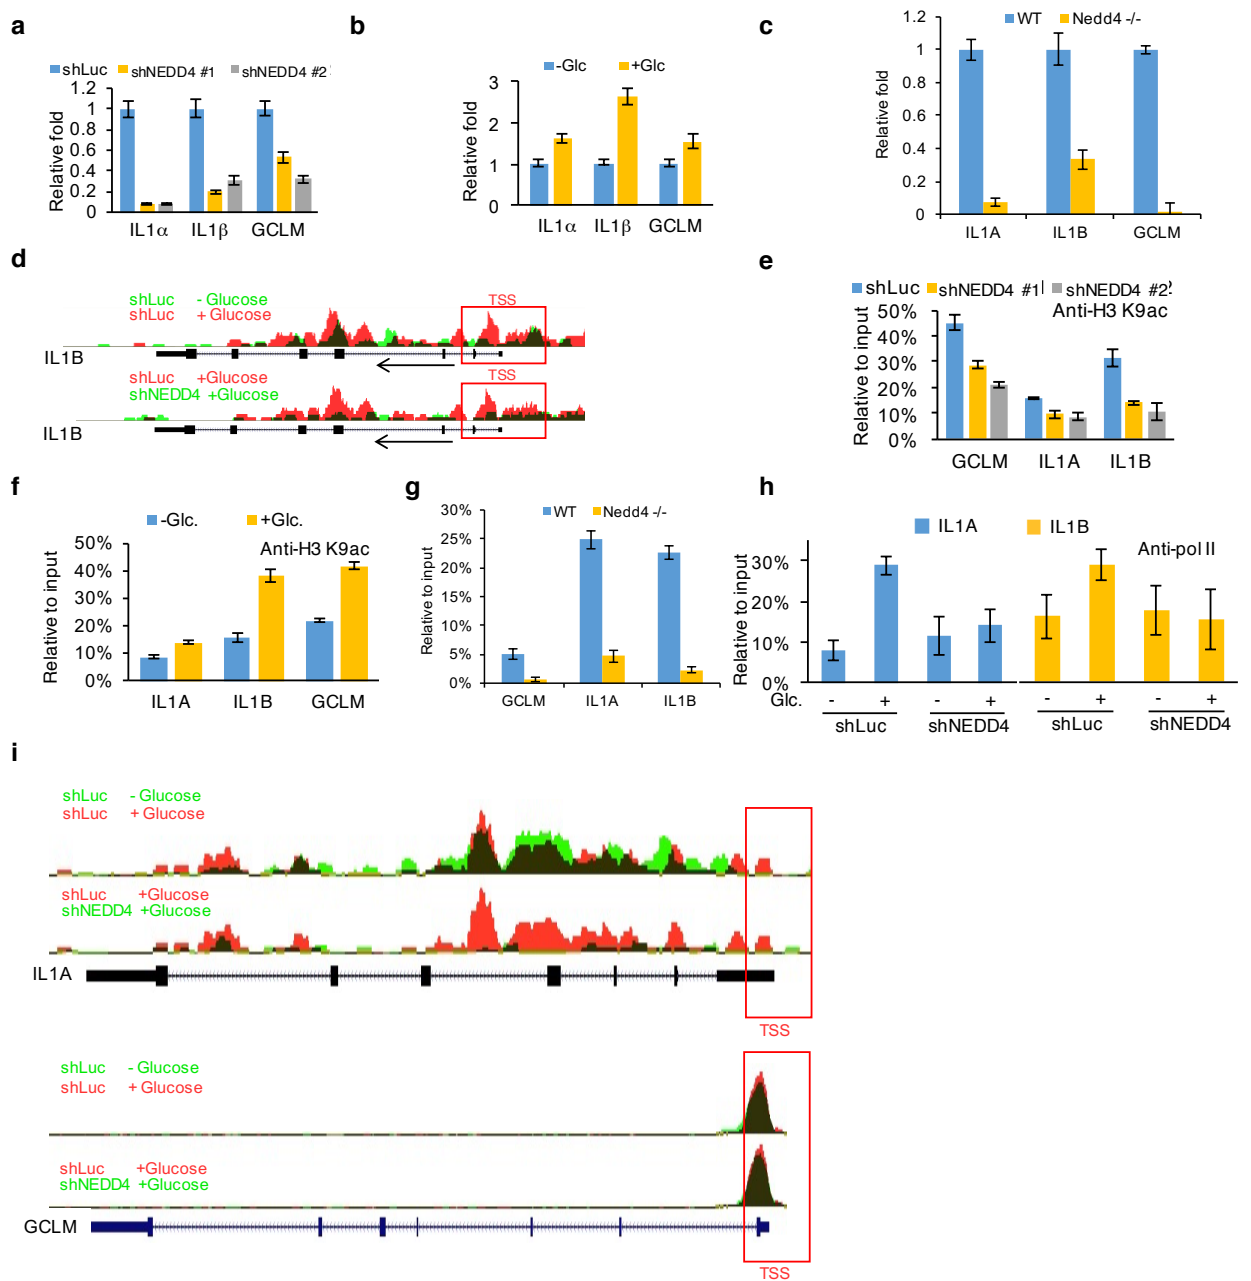 a
shLuc shNEDD4 #1 shNEDD4 #2
Relative fold
1.2
1
0.8
0.6
0.4
0.2
0
IL1α IL1β GCLM
b
-Glc +Glc
Relative fold
3
2
1
0
IL1α IL1β GCLM
c
WT Nedd4 -/-
Relative fold
1.2
1
0.8
0.6
0.4
0.2
0
IL1A IL1B GCLM
d
shLuc - Glucose
shLuc + Glucose
TSS
IL1B
shLuc +Glucose
shNEDD4 +Glucose
TSS
IL1B
e
shLuc shNEDD4 #1 shNEDD4 #2
Anti-H3 K9ac
Relative to input
50%
40%
30%
20%
10%
0%
GCLM IL1A IL1B
f
-Glc. +Glc.
Anti-H3 K9ac
Relative to input
50%
40%
30%
20%
10%
0%
IL1A IL1B GCLM
g
WT Nedd4 -/-
Relative to input
30%
25%
20%
15%
10%
5%
0%
GCLM IL1A IL1B
h
IL1A IL1B
Anti-pol II
Relative to input
30%
20%
10%
0%
Glc. - + - + - + - +
shLuc shNEDD4 shLuc shNEDD4
i
shLuc - Glucose
shLuc + Glucose
shLuc +Glucose
shNEDD4 +Glucose
IL1A
TSS
shLuc - Glucose
shLuc + Glucose
shLuc +Glucose
shNEDD4 +Glucose
GCLM
TSS